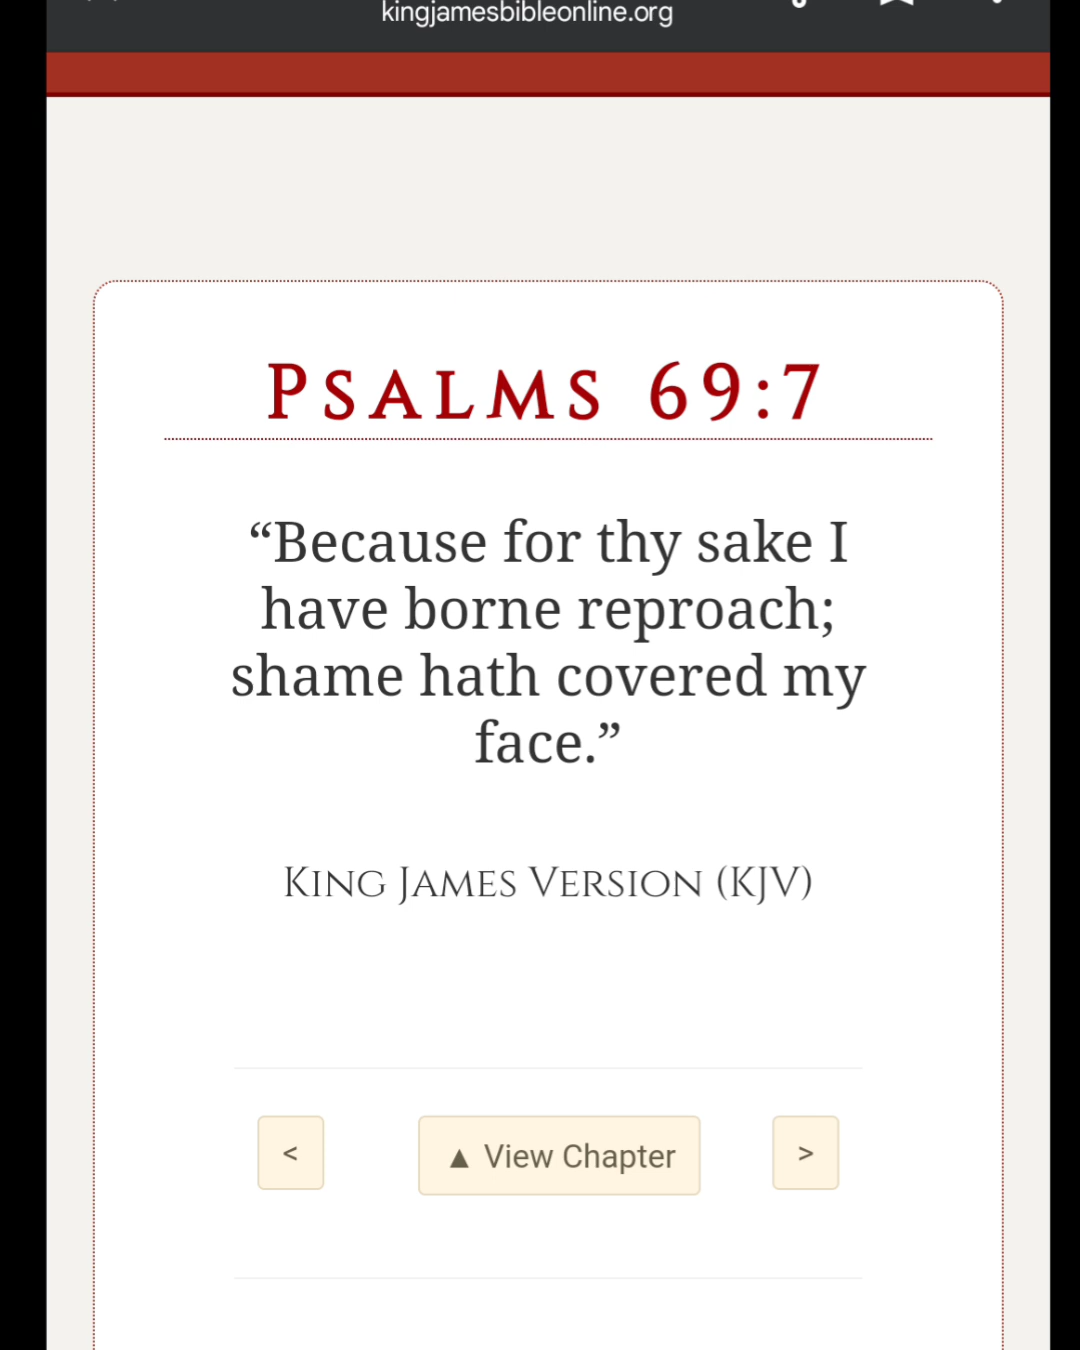 kingjamesbibleonline.org
PSALMS 69:7
“Because for thy sake I
have borne reproach;
shame hath covered my
face.”
KING JAMES VERSION (KJV)
<
▲ View Chapter
>